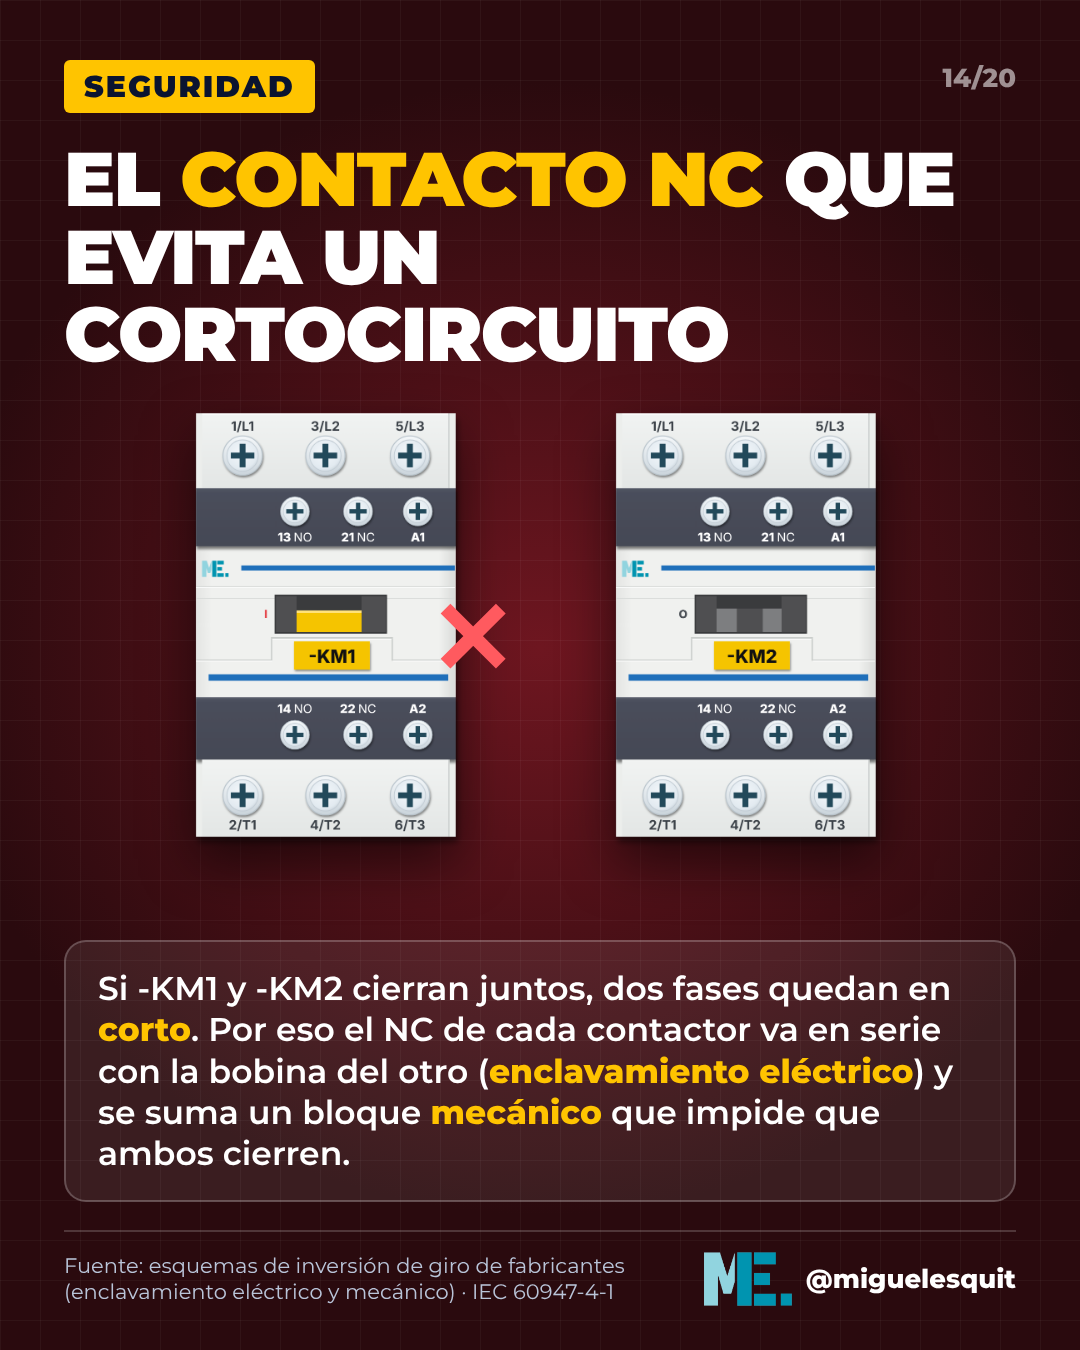 SEGURIDAD
14/20
EL CONTACTO NC QUE
EVITA UN
CORTOCIRCUITO
1/L1 3/L2 5/L3
13 NO 21 NC A1
ME.
I
-KM1
14 NO 22 NC A2
2/T1 4/T2 6/T3
1/L1 3/L2 5/L3
13 NO 21 NC A1
ME.
O
-KM2
14 NO 22 NC A2
2/T1 4/T2 6/T3
Si -KM1 y -KM2 cierran juntos, dos fases quedan en
corto. Por eso el NC de cada contactor va en serie
con la bobina del otro (enclavamiento eléctrico) y
se suma un bloque mecánico que impide que
ambos cierren.
Fuente: esquemas de inversión de giro de fabricantes
(enclavamiento eléctrico y mecánico) · IEC 60947-4-1
ME.
@miguelesquit